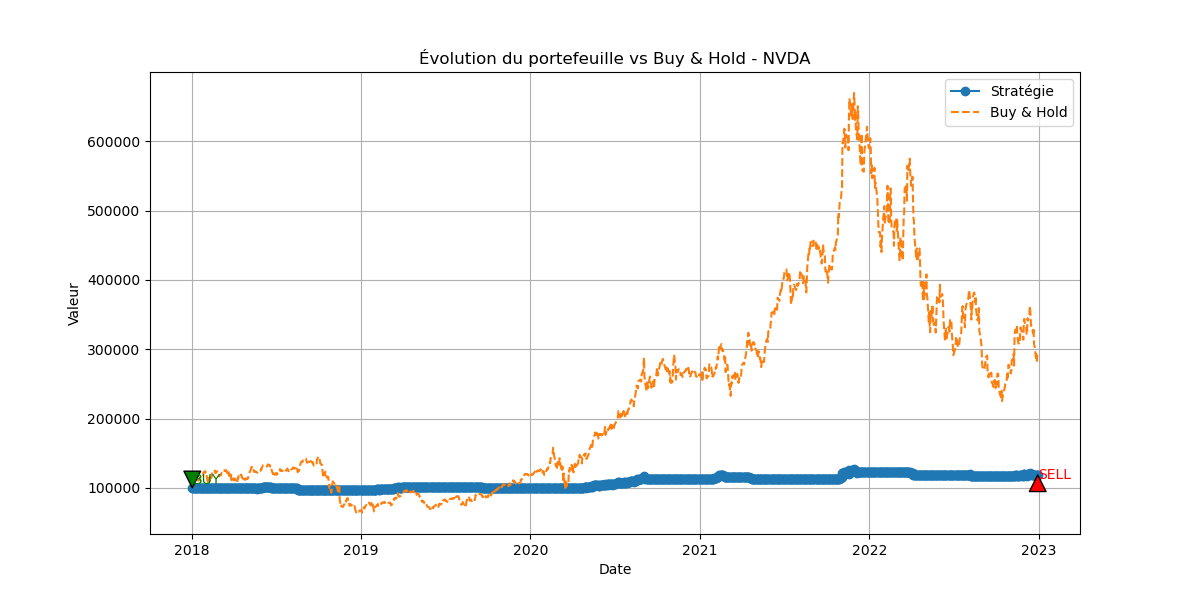 Évolution du portefeuille vs Buy & Hold - NVDA
Stratégie
Buy & Hold
Valeur
600000
500000
400000
300000
200000
100000
BUY
SELL
2018
2019
2020
2021
2022
2023
Date